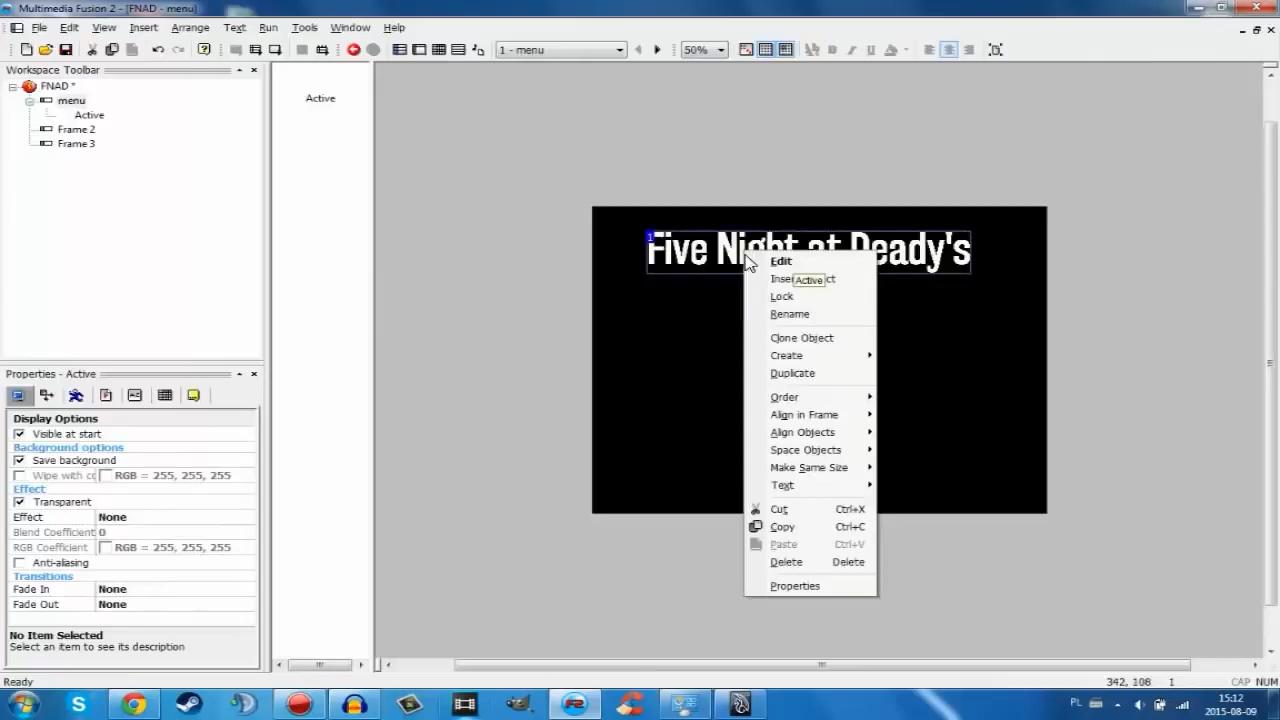 Multimedia Fusion 2 - [FNAD - menu]
File Edit View Insert Arrange Text Run Tools Window Help
1 - menu 50%
Workspace Toolbar
FNAD *
menu
Active
Frame 2
Frame 3
Active
1
Five Night at Deady's
Edit
Active
Lock
Rename
Clone Object
Create
Duplicate
Order
Align in Frame
Align Objects
Space Objects
Make Same Size
Text
Cut Ctrl+X
Copy Ctrl+C
Paste Ctrl+V
Delete Delete
Properties
Properties - Active
Display Options
Visible at start
Background options
Save background
Wipe with co RGB = 255, 255, 255
Effect
Transparent
Effect None
Blend Coefficient 0
RGB Coefficient RGB = 255, 255, 255
Anti-aliasing
Transitions
Fade In None
Fade Out None
No Item Selected
Select an item to see its description
Ready 342, 108 1 CAP NUM
PL 15:12
2015-08-09